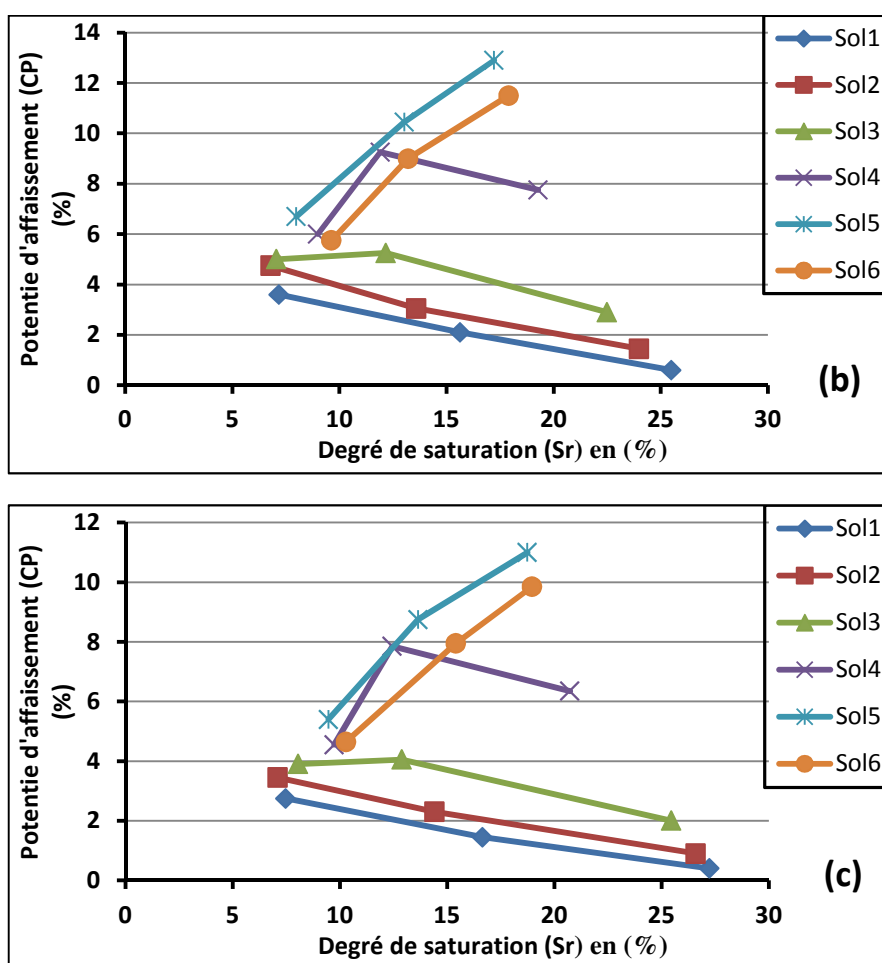 Potentie d'affaissement (CP)
(%)
14
12
10
8
6
4
2
0
0 5 10 15 20 25 30
Degré de saturation (Sr) en (%)
Sol1
Sol2
Sol3
Sol4
Sol5
Sol6
(b)
Potentie d'affaissement (CP)
(%)
12
10
8
6
4
2
0
0 5 10 15 20 25 30
Degré de saturation (Sr) en (%)
Sol1
Sol2
Sol3
Sol4
Sol5
Sol6
(c)